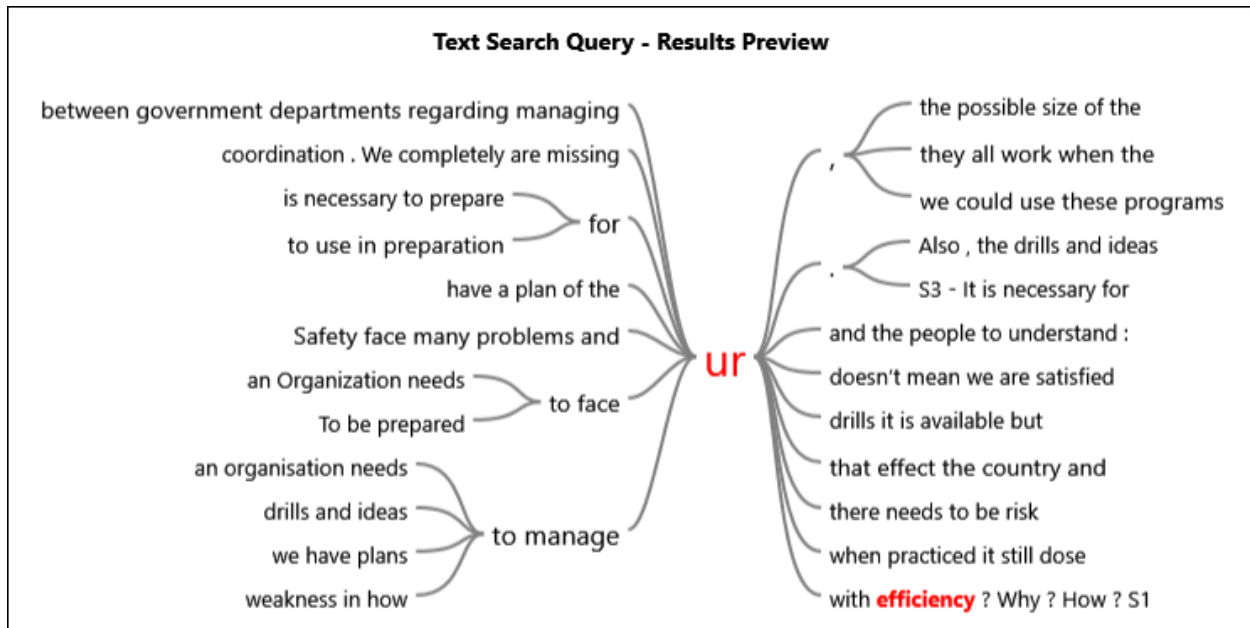 Text Search Query - Results Preview
between government departments regarding managing
coordination . We completely are missing
is necessary to prepare
to use in preparation
for
have a plan of the
Safety face many problems and
an Organization needs
To be prepared
to face
an organisation needs
drills and ideas
we have plans
weakness in how
to manage
ur
,
the possible size of the
they all work when the
we could use these programs
.
Also , the drills and ideas
S3 - It is necessary for
and the people to understand :
doesn't mean we are satisfied
drills it is available but
that effect the country and
there needs to be risk
when practiced it still dose
with efficiency ? Why ? How ? S1